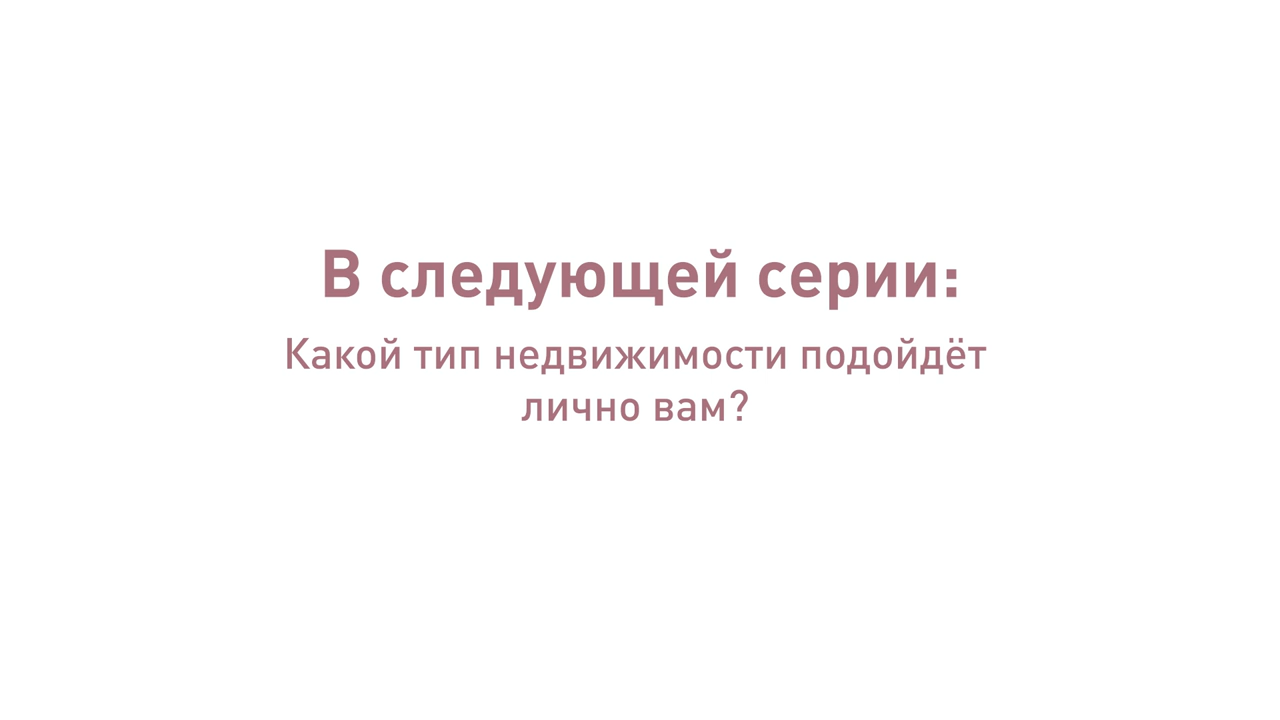 В следующей серии:
Какой тип недвижимости подойдёт
лично вам?